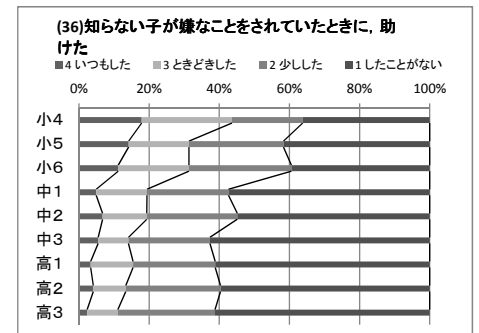 (36)知らない子が嫌なことをされていたときに，助
けた
4 いつもした 3 ときどきした 2 少しした 1 したことがない
0% 20% 40% 60% 80% 100%
小4
小5
小6
中1
中2
中3
高1
高2
高3